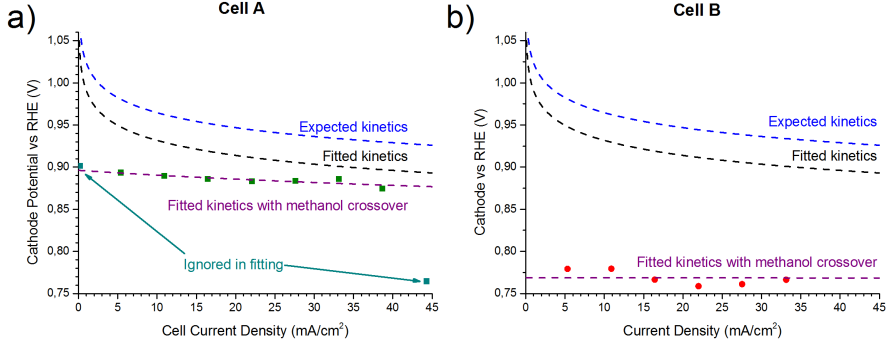 a)
Cell A
Cathode Potential vs RHE (V)
1,05
1,00
0,95
0,90
0,85
0,80
0,75
Expected kinetics
Fitted kinetics
Fitted kinetics with methanol crossover
Ignored in fitting
0 5 10 15 20 25 30 35 40 45
Cell Current Density (mA/cm²)
b)
Cell B
Cathode vs RHE (V)
1,05
1,00
0,95
0,90
0,85
0,80
0,75
Expected kinetics
Fitted kinetics
Fitted kinetics with methanol crossover
0 5 10 15 20 25 30 35 40 45
Current Density (mA/cm²)